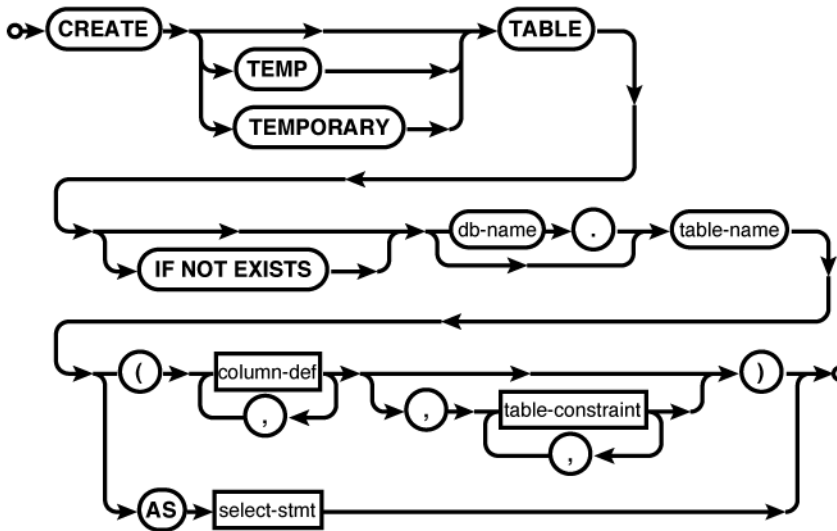 CREATE TABLE
TEMP
TEMPORARY
db-name . table-name
IF NOT EXISTS
( column-def )
, , table-constraint
,
AS select-stmt